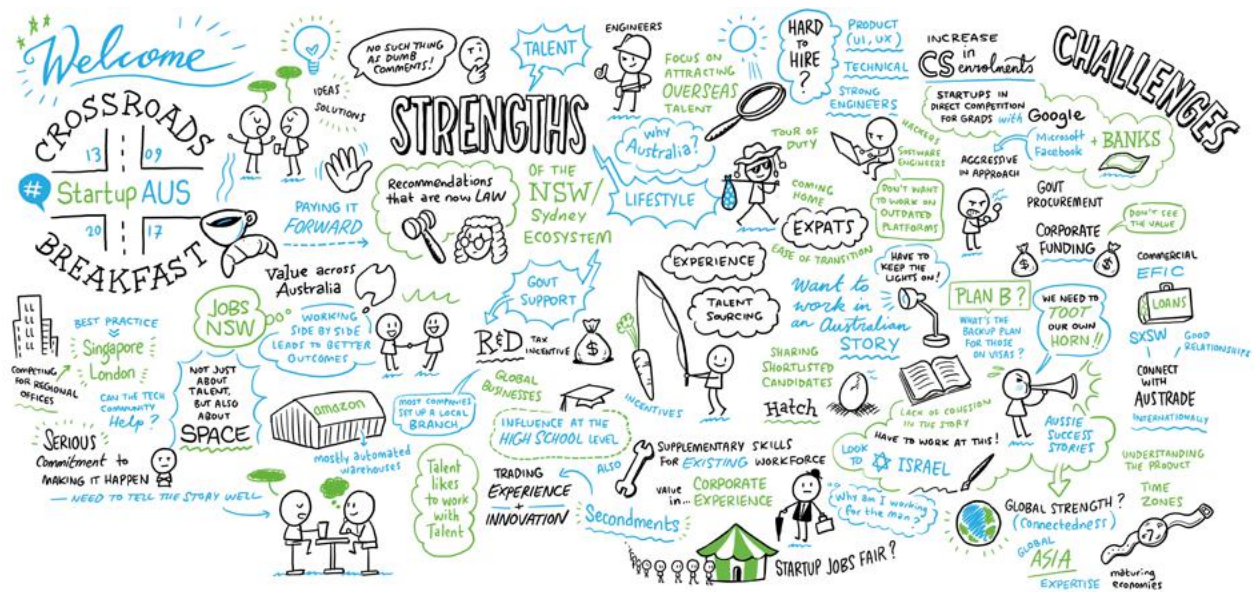 Welcome
CROSSROADS
13 09
# StartupAUS
20 17
BREAKFAST
IDEAS
SOLUTIONS
NO SUCH THING
AS DUMB
COMMENTS!
PAYING IT
FORWARD
STRENGTHS
OF THE
NSW/
Sydney
ECOSYSTEM
Recommendations
that are now LAW
TALENT
ENGINEERS
FOCUS ON
ATTRACTING
OVERSEAS
TALENT
Why
Australia?
LIFESTYLE
HARD
TO
HIRE
?
PRODUCT
(UI, UX)
TECHNICAL
STRONG
ENGINEERS
TOUR OF
DUTY
COMING
HOME
EXPATS
EASE OF TRANSITION
HACKERS
SOFTWARE
ENGINEERS
DON'T WANT
TO WORK ON
OUTDATED
PLATFORMS
INCREASE
in
CS enrolments
CHALLENGES
STARTUPS IN
DIRECT COMPETITION
FOR GRADS with Google
Microsoft
Facebook
+ BANKS
AGGRESSIVE
IN APPROACH
GOVT
PROCUREMENT
CORPORATE
FUNDING
DON'T SEE
THE VALUE
COMMERCIAL
EFIC
LOANS
SXSW
GOOD
RELATIONSHIPS
CONNECT
WITH
AUSTRADE
INTERNATIONALLY
Value across
Australia
JOBS
NSW
WORKING
SIDE BY SIDE
LEADS TO BETTER
OUTCOMES
BEST PRACTICE
Singapore
London
COMPETING
FOR REGIONAL
OFFICES
CAN THE TECH
COMMUNITY
Help?
NOT JUST
ABOUT
TALENT,
BUT ALSO
ABOUT
SPACE
SERIOUS
Commitment to
MAKING IT HAPPEN
NEED TO TELL THE STORY WELL
amazon
mostly automated
warehouses
GOVT
SUPPORT
R&D TAX
INCENTIVE
$
GLOBAL
BUSINESSES
MOST COMPANIES
SET UP A LOCAL
BRANCH
INFLUENCE AT THE
HIGH SCHOOL LEVEL
Talent
likes
to work
with
Talent
TRADING
EXPERIENCE
+
INNOVATION
ALSO
Secondments
EXPERIENCE
TALENT
SOURCING
INCENTIVES
SHARING
SHORTLISTED
CANDIDATES
Hatch
Want to
work in
an Australian
STORY
HAVE TO
KEEP THE
LIGHTS ON!
PLAN B?
WHAT'S THE
BACKUP PLAN
FOR THOSE
ON VISAS?
WE NEED TO
TOOT
OUR OWN
HORN!!
AUSSIE
SUCCESS
STORIES
LACK OF COHESION
IN THE STORY
HAVE TO WORK AT THIS!
LOOK
TO ISRAEL
SUPPLEMENTARY SKILLS
FOR EXISTING WORKFORCE
VALUE
in...
CORPORATE
EXPERIENCE
Why am I working
for the man?
STARTUP JOBS FAIR?
GLOBAL STRENGTH?
(connectedness)
GLOBAL
ASIA
EXPERTISE
UNDERSTANDING
THE PRODUCT
TIME
ZONES
maturing
economies